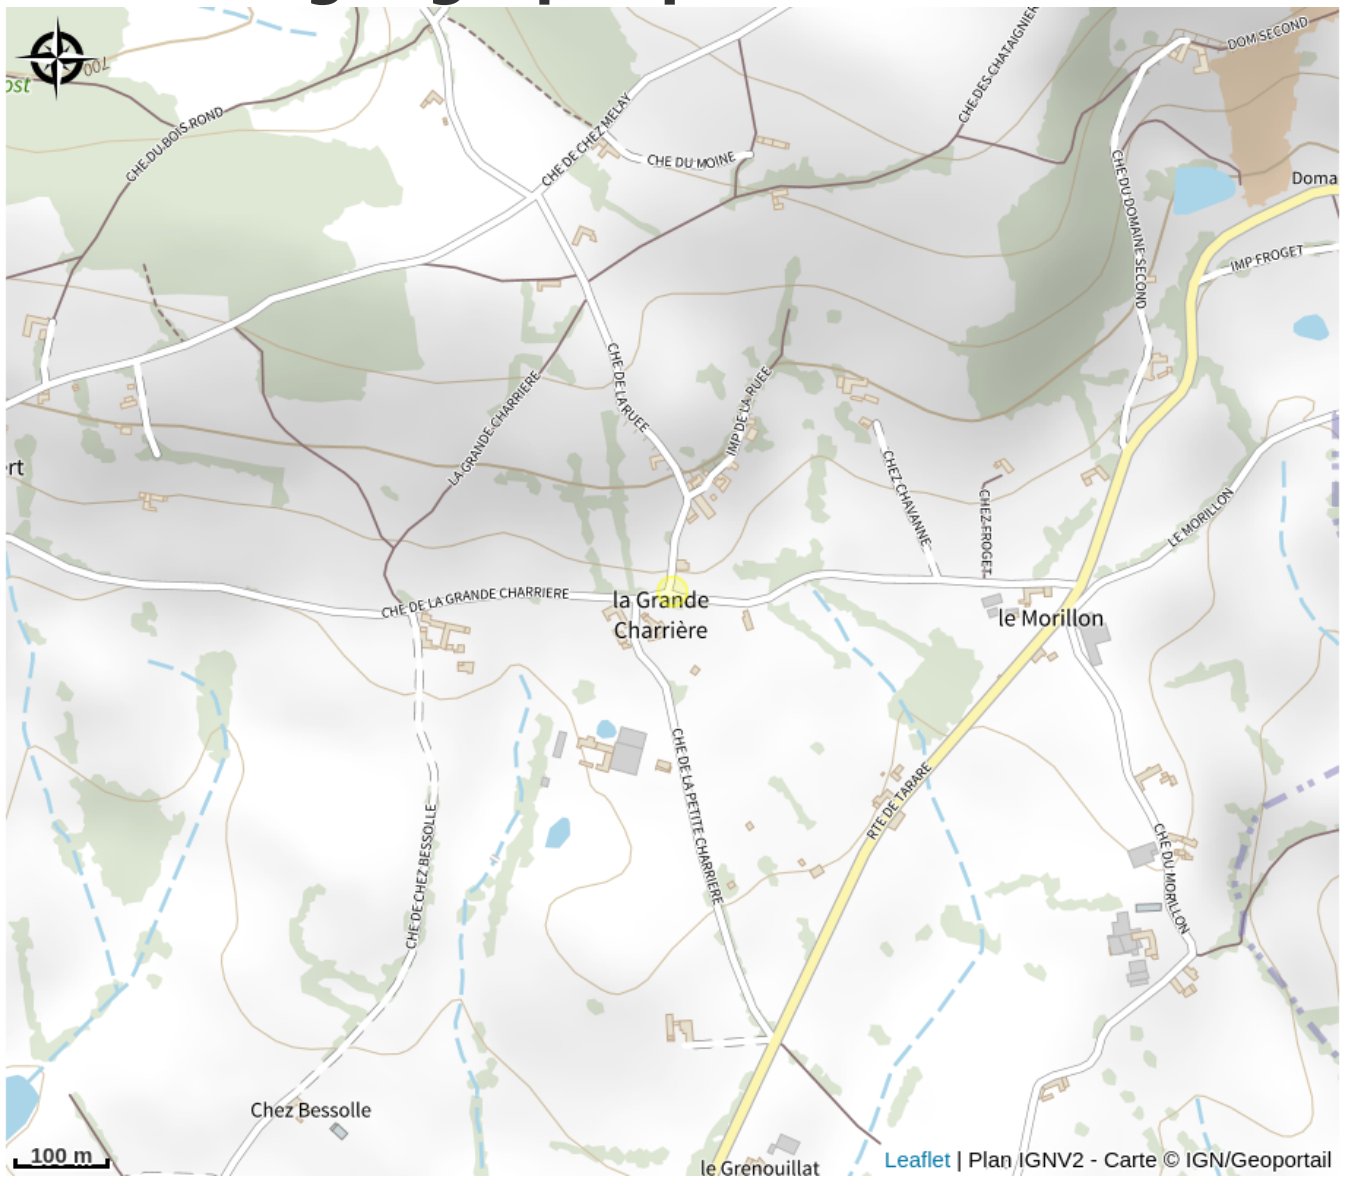 700
ost
DOM SECOND
CHE DES CHATAIGNIER
CHE DU BOIS ROND
CHE DE CHEZ MELAY
CHE DU MOINE
Doma
CHE DU DOMAINE SECOND
IMP FROGET
CHE DE LA RUEE
IMP DE LA RUEE
LA GRANDE CHARRIERE
rt
CHEZ CHAVANNE
CHEZ FROGET
LE MORILLON
CHE DE LA GRANDE CHARRIERE
la Grande
Charrière
le Morillon
CHE DE LA PETITE CHARRIERE
RTE DE TARARE
CHE DE CHEZ BESSOLLE
CHE DU MORILLON
Chez Bessolle
100 m
le Grenouillat
Leaflet | Plan IGNV2 - Carte © IGN/Geoportail